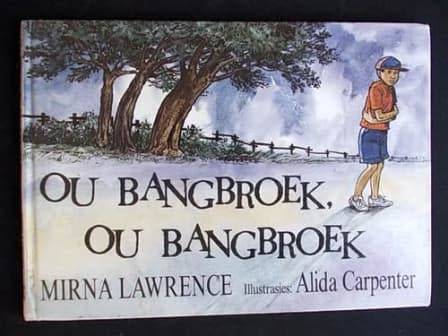 OU BANGBROEK,
OU BANGBROEK
MIRNA LAWRENCE Illustrasies: Alida Carpenter